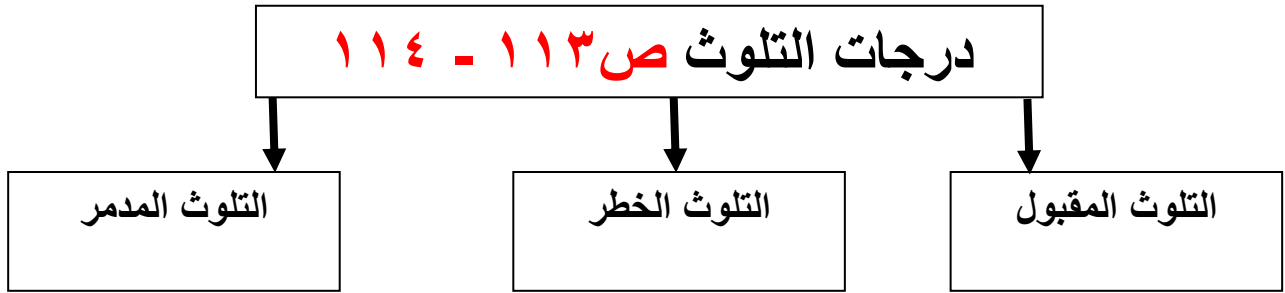 درجات التلوث ص١١٣ - ١١٤
التلوث المقبول
التلوث الخطر
التلوث المدمر